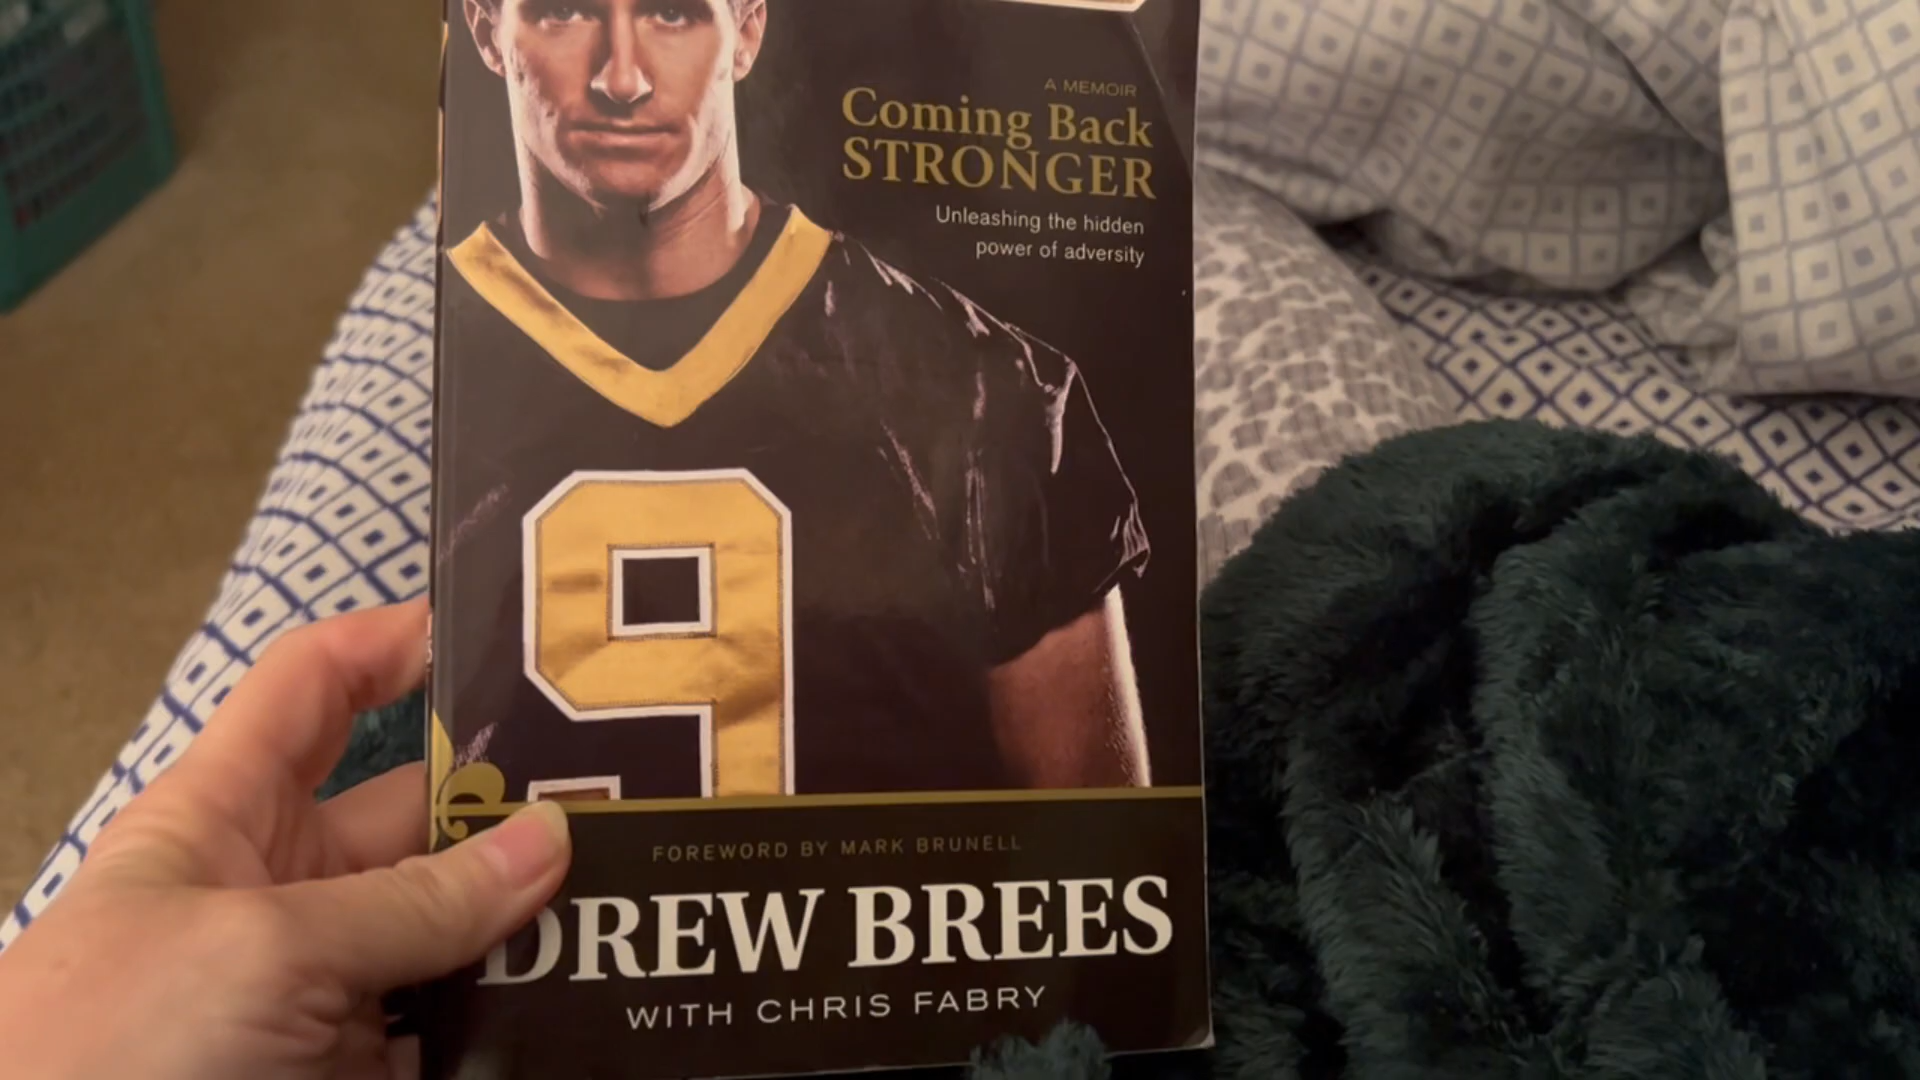 A MEMOIR
Coming Back
STRONGER
Unleashing the hidden
power of adversity
9
FOREWORD BY MARK BRUNELL
DREW BREES
WITH CHRIS FABRY